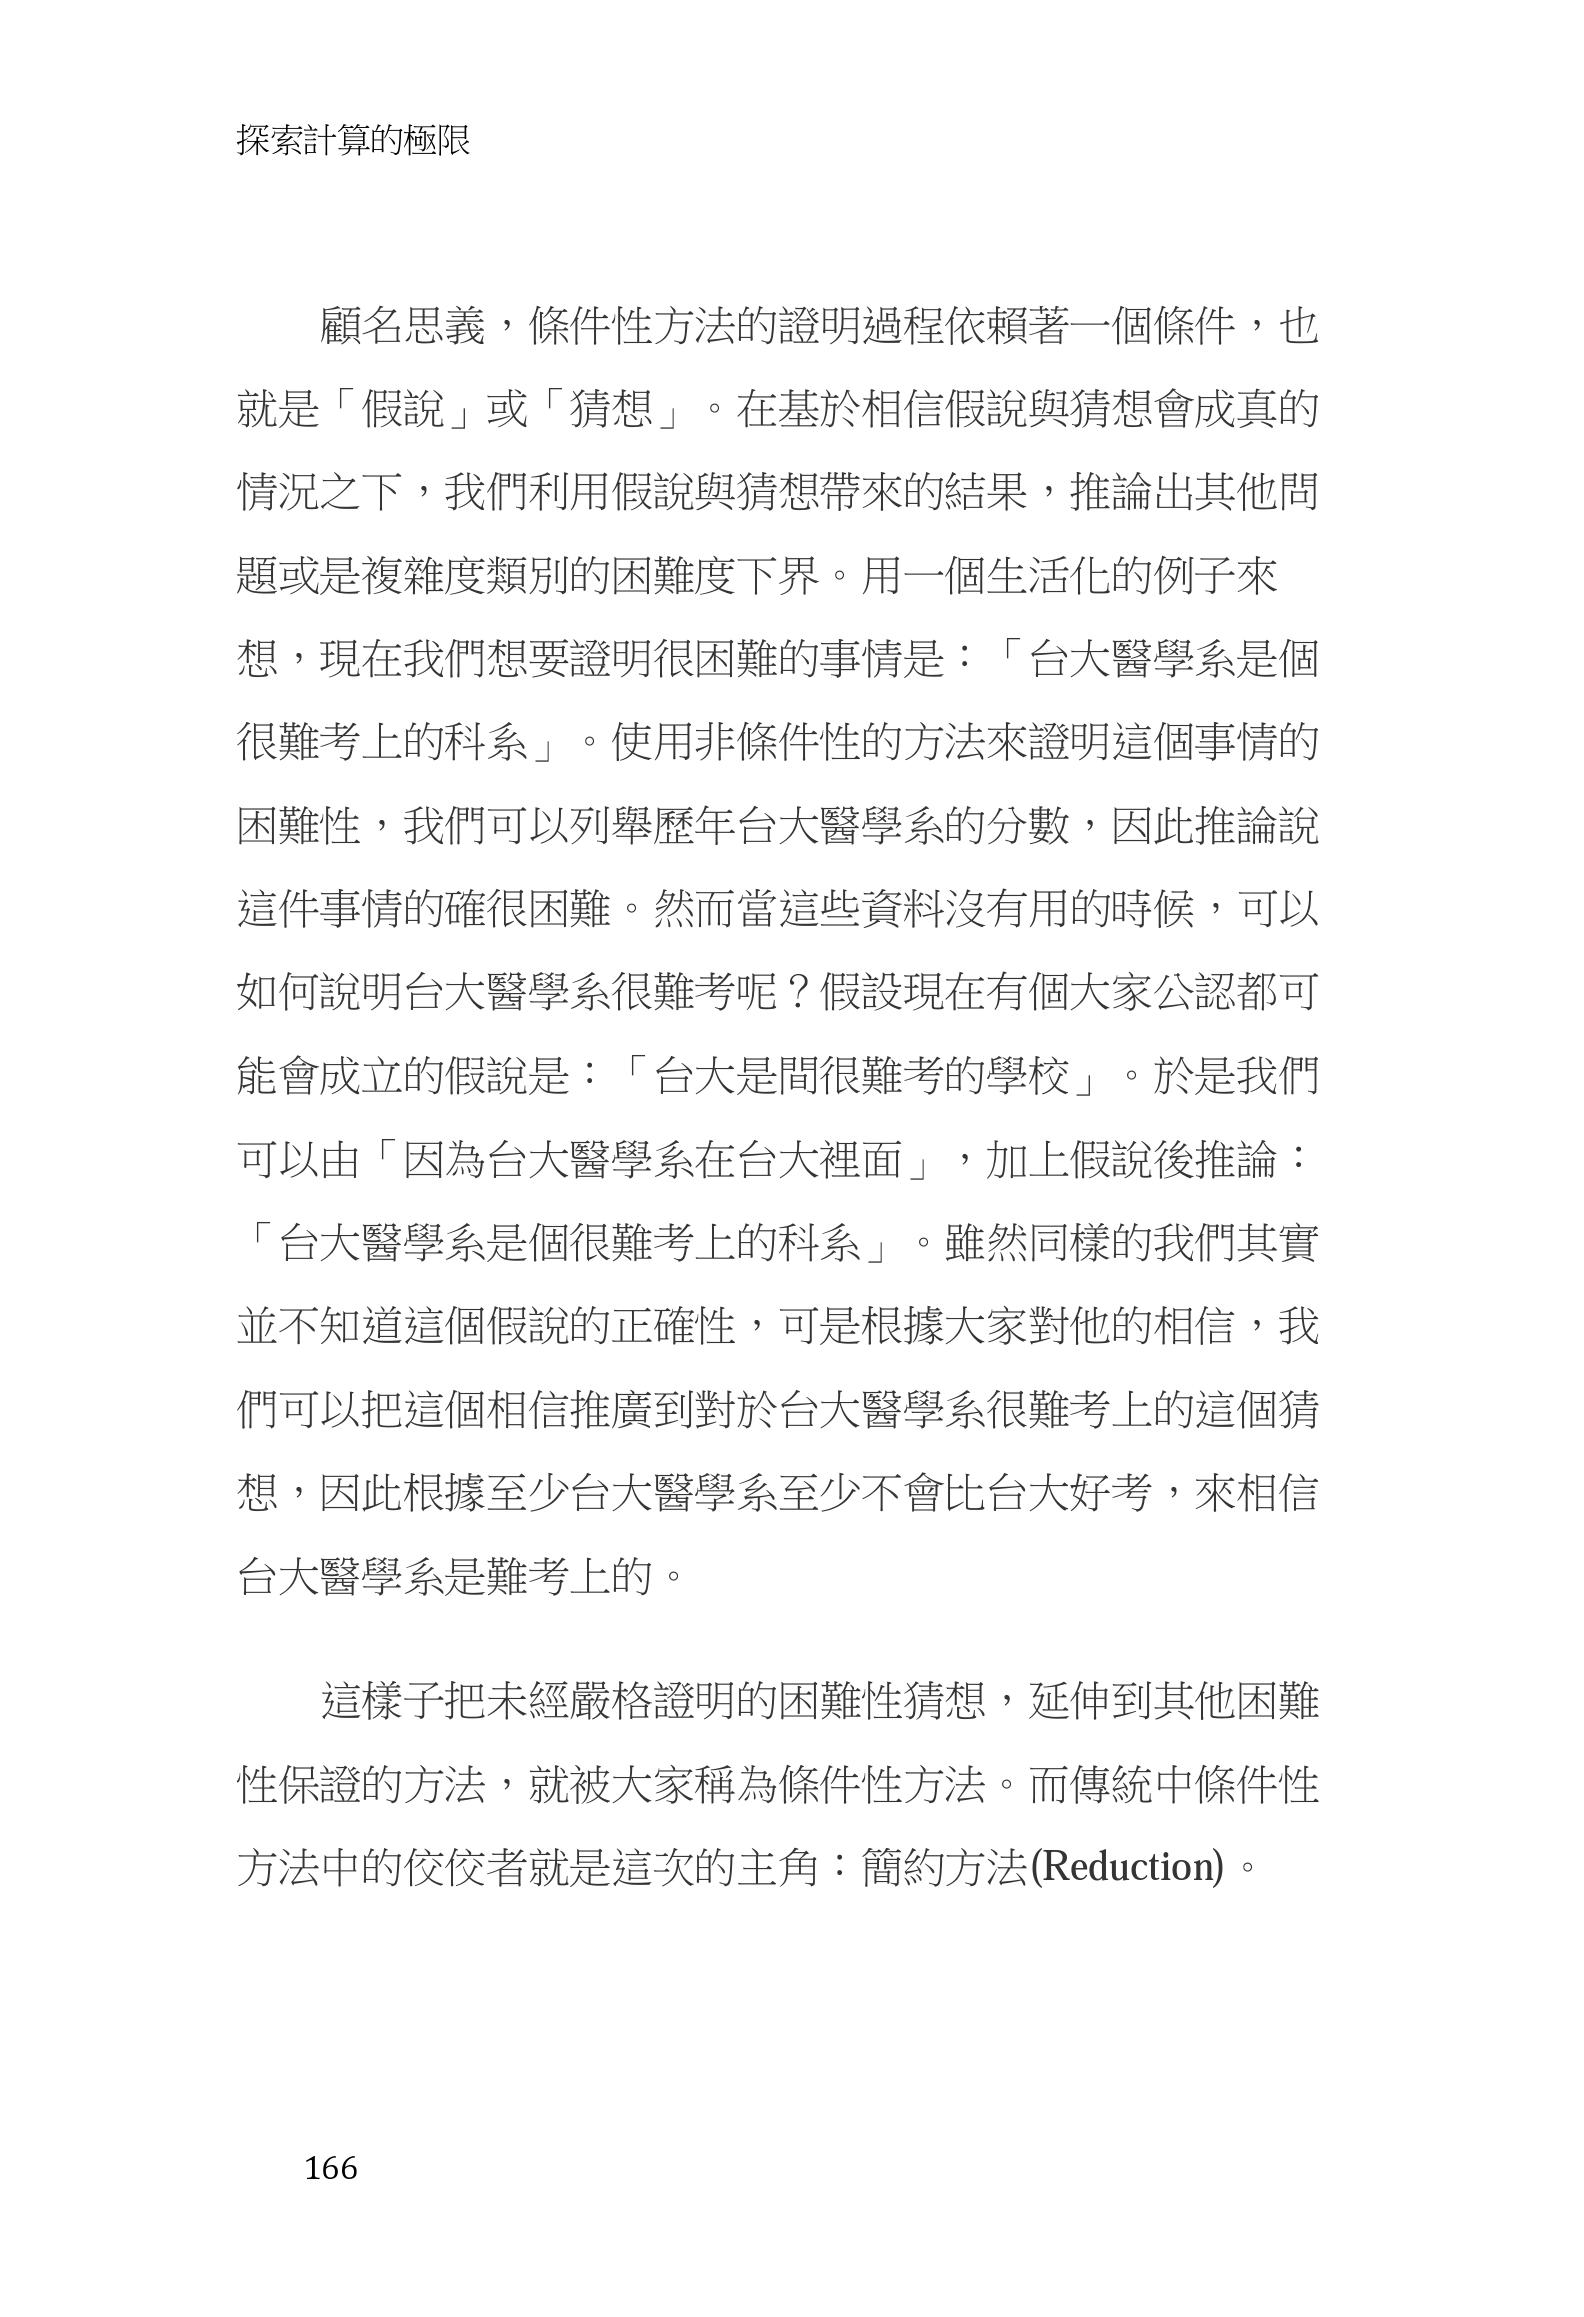 探索計算的極限
顧名思義，條件性方法的證明過程依賴著一個條件，也
就是「假說」或「猜想」。在基於相信假說與猜想會成真的
情況之下，我們利用假說與猜想帶來的結果，推論出其他問
題或是複雜度類別的困難度下界。用一個生活化的例子來
想，現在我們想要證明很困難的事情是：「台大醫學系是個
很難考上的科系」。使用非條件性的方法來證明這個事情的
困難性，我們可以列舉歷年台大醫學系的分數，因此推論說
這件事情的確很困難。然而當這些資料沒有用的時候，可以
如何說明台大醫學系很難考呢？假設現在有個大家公認都可
能會成立的假說是：「台大是間很難考的學校」。於是我們
可以由「因為台大醫學系在台大裡面」，加上假說後推論：
「台大醫學系是個很難考上的科系」。雖然同樣的我們其實
並不知道這個假說的正確性，可是根據大家對他的相信，我
們可以把這個相信推廣到對於台大醫學系很難考上的這個猜
想，因此根據至少台大醫學系至少不會比台大好考，來相信
台大醫學系是難考上的。
這樣子把未經嚴格證明的困難性猜想，延伸到其他困難
性保證的方法，就被大家稱為條件性方法。而傳統中條件性
方法中的佼佼者就是這次的主角：簡約方法(Reduction)。
166